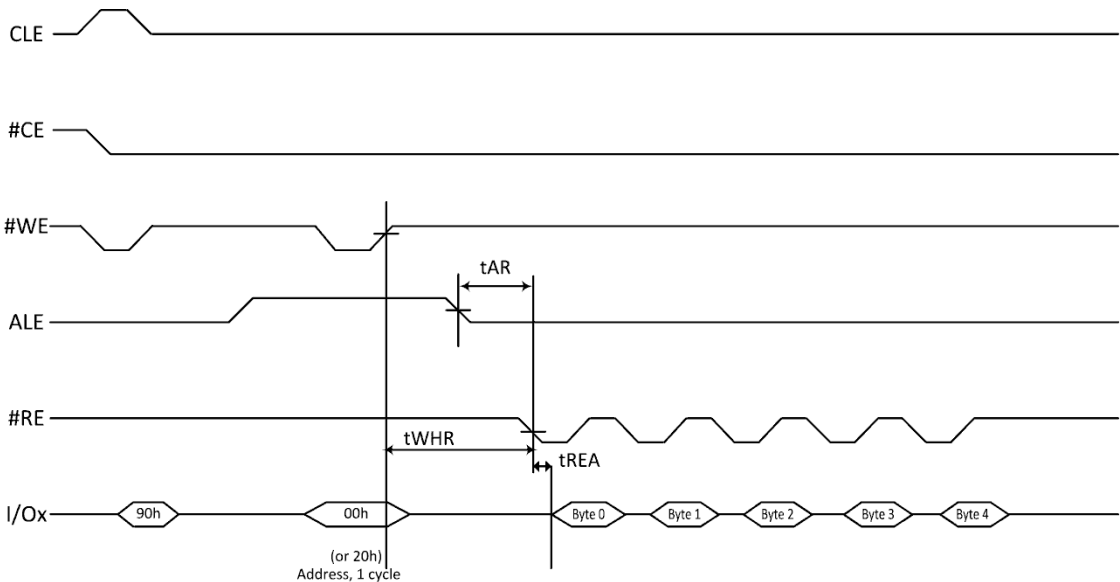 CLE
#CE
#WE
tAR
ALE
#RE
tWHR
tREA
I/Ox
90h
00h
Byte 0
Byte 1
Byte 2
Byte 3
Byte 4
(or 20h)
Address, 1 cycle